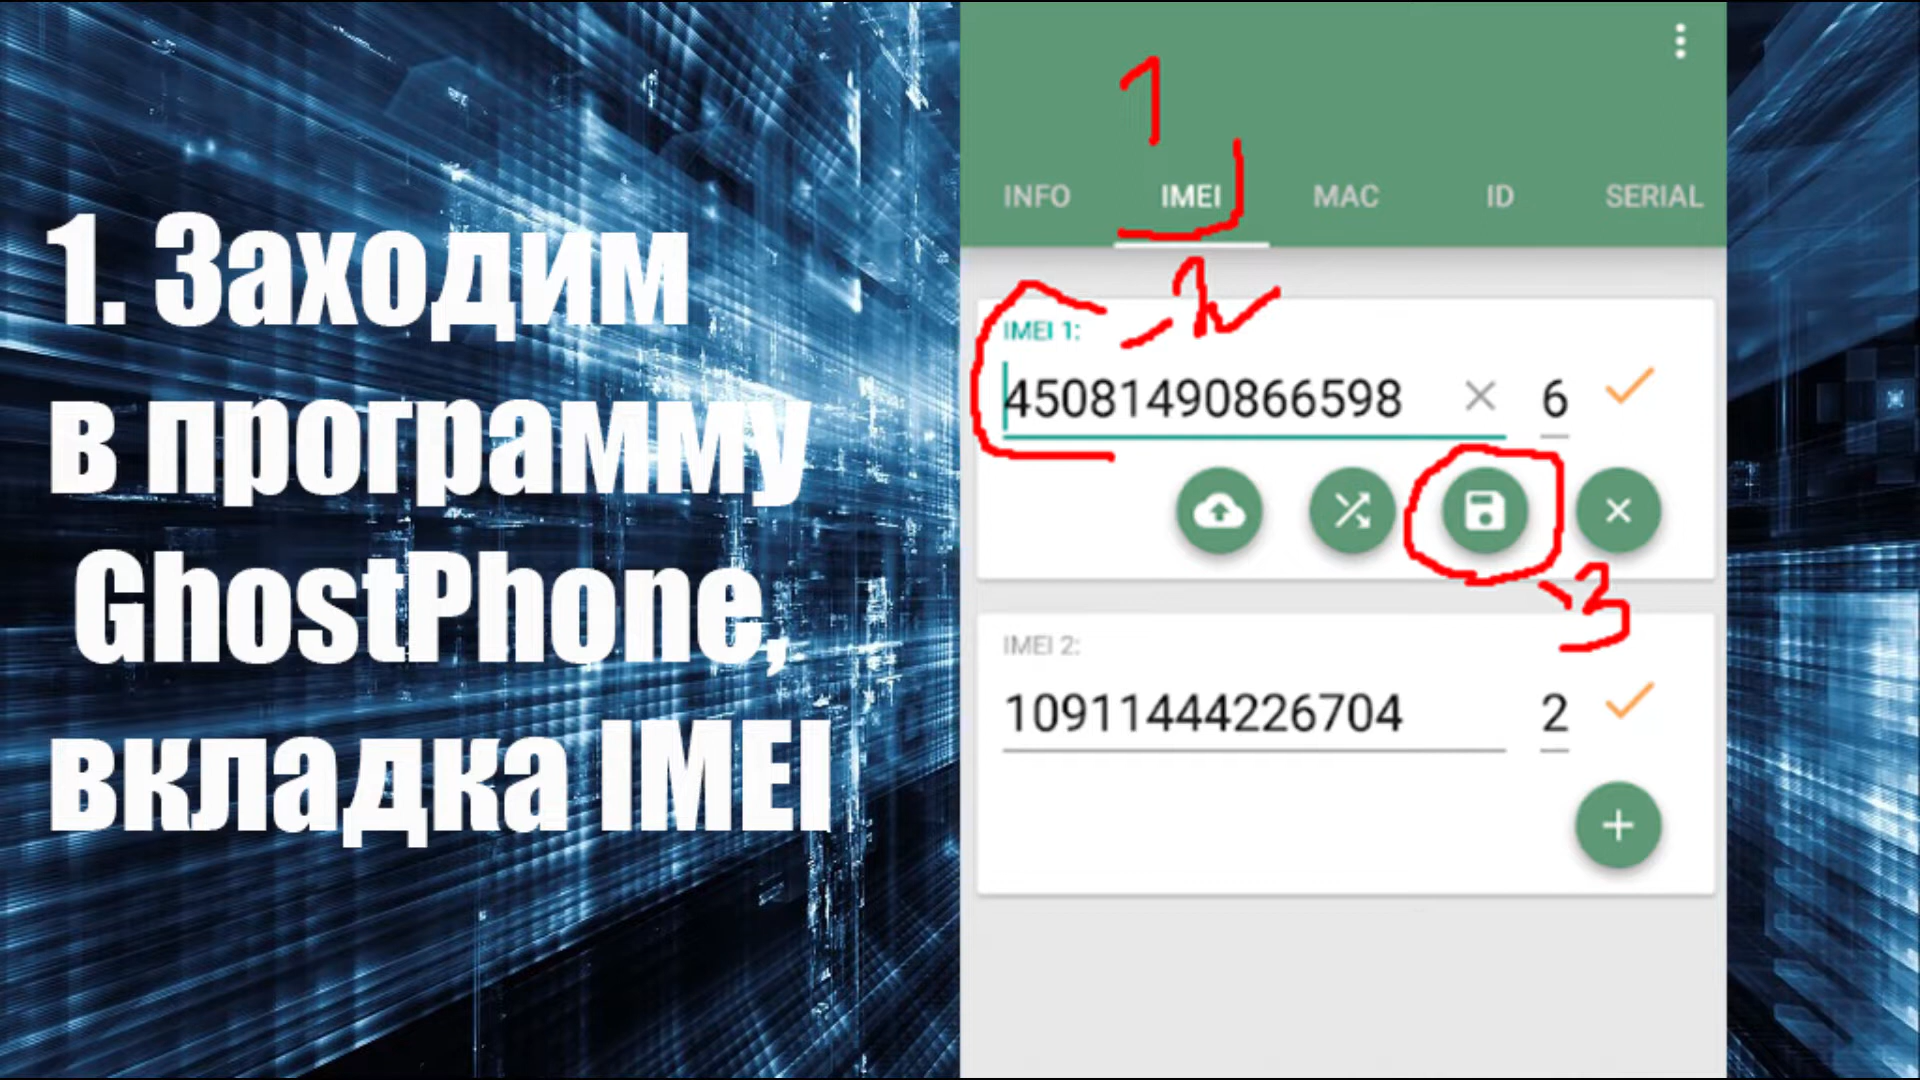 1. Заходим
в программу
GhostPhone,
вкладка IMEI
1
INFO IMEI MAC ID SERIAL
-2
IMEI 1:
45081490866598 6
-3
IMEI 2:
10911444226704 2